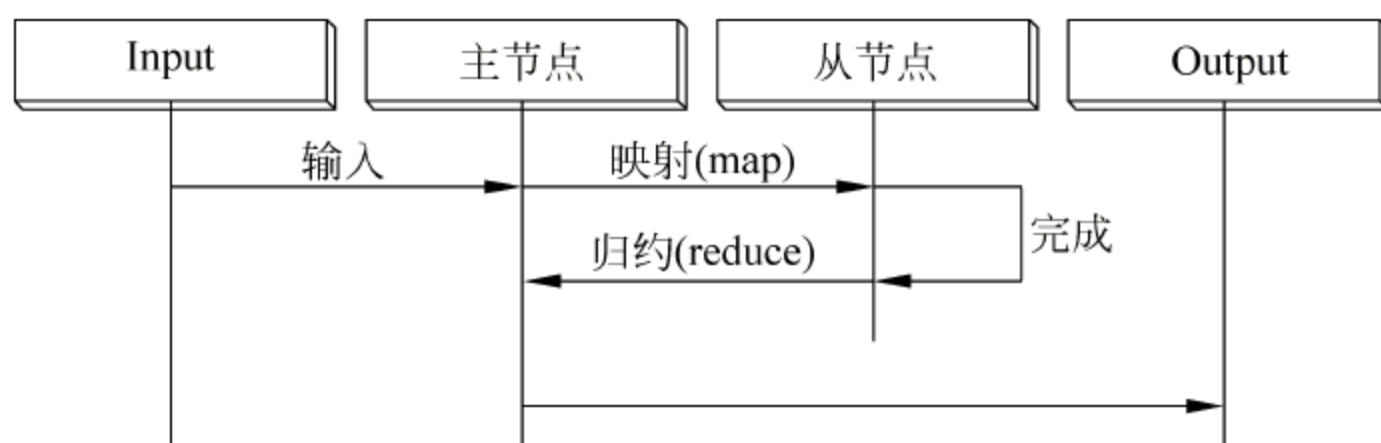 Input
主节点
从节点
Output
输入
映射(map)
完成
归约(reduce)